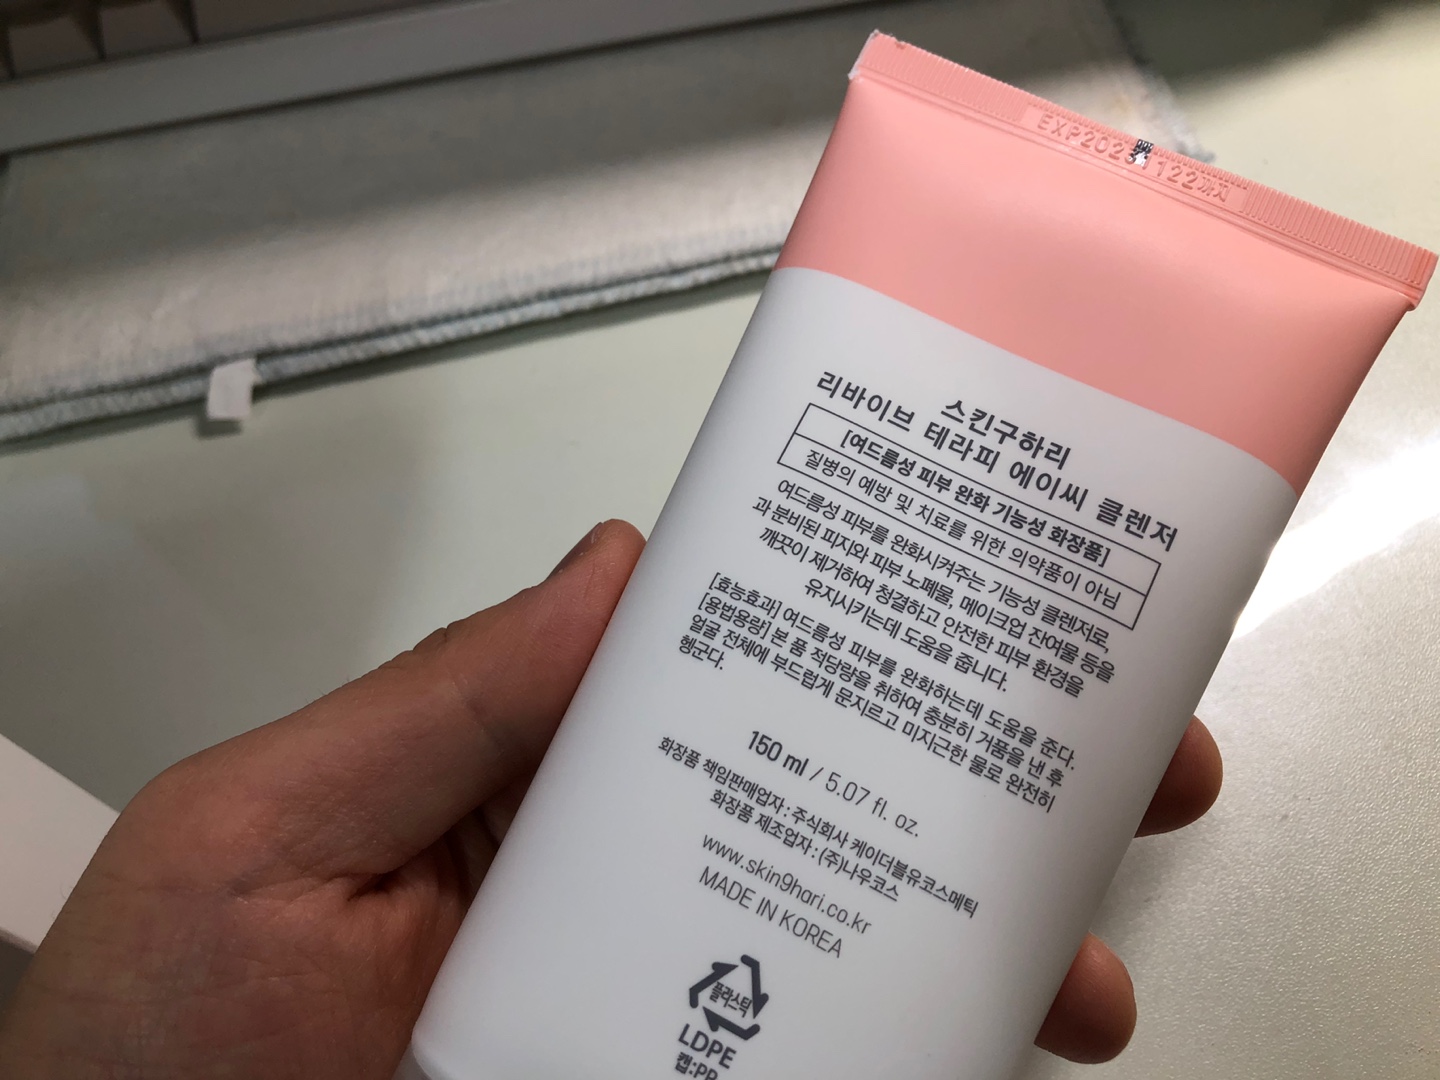 EXP2023 1122까지
스킨구하리
리바이브 테라피 에이씨 클렌저
[여드름성 피부 완화 기능성 화장품]
질병의 예방 및 치료를 위한 의약품이 아님
여드름성 피부를 완화시켜주는 기능성 클렌저로,
과분비된 피지와 피부 노폐물, 메이크업 잔여물 등을
깨끗이 제거하여 청결하고 안전한 피부 환경을
유지시키는데 도움을 줍니다.
[효능효과] 여드름성 피부를 완화하는데 도움을 준다.
[용법용량] 본 품 적당량을 취하여 충분히 거품을 낸 후
얼굴 전체에 부드럽게 문지르고 미지근한 물로 완전히
헹군다.
150 ml / 5.07 fl. oz.
화장품 책임판매업자 : 주식회사 케이더블유코스메틱
화장품 제조업자 : (주)나우코스
www.skin9hari.co.kr
MADE IN KOREA
플라스틱
LDPE
캡:PP